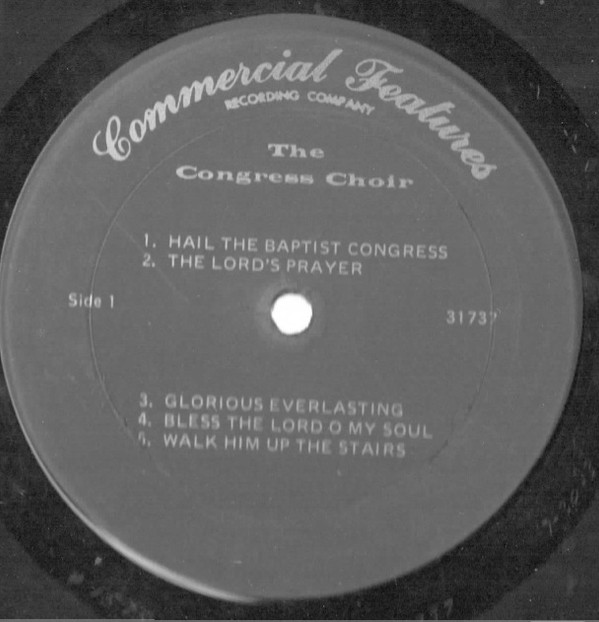 Commercial Features
RECORDING COMPANY
The
Congress Choir
1. HAIL THE BAPTIST CONGRESS
2. THE LORD'S PRAYER
Side 1
3. GLORIOUS EVERLASTING
4. BLESS THE LORD O MY SOUL
5. WALK HIM UP THE STAIRS